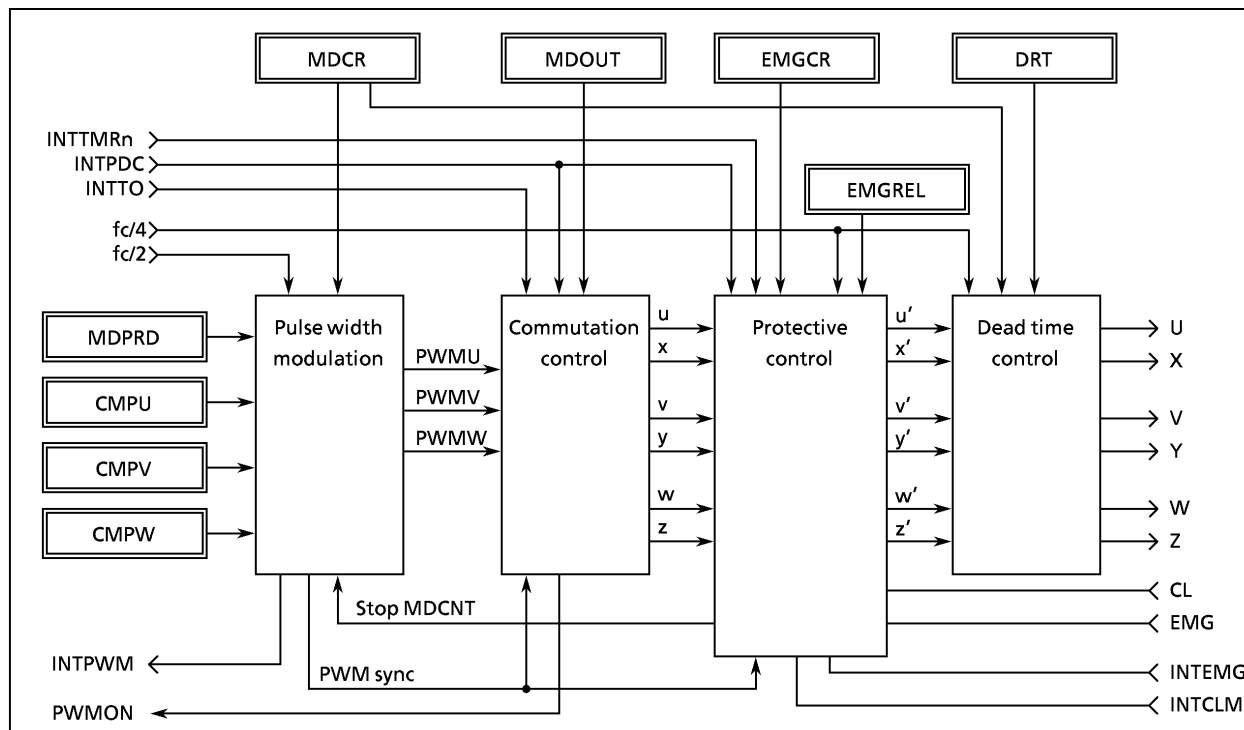 MDCR
MDOUT
EMGCR
DRT
INTTMRn
INTPDC
INTTO
EMGREL
fc/4
fc/2
MDPRD
CMPU
CMPV
CMPW
Pulse width
modulation
PWMU
PWMV
PWMW
Commutation
control
u
x
v
y
w
z
Protective
control
u’
x’
v’
y’
w’
z’
Dead time
control
U
X
V
Y
W
Z
CL
EMG
Stop MDCNT
INTPWM
PWM sync
PWMON
INTEMG
INTCLM